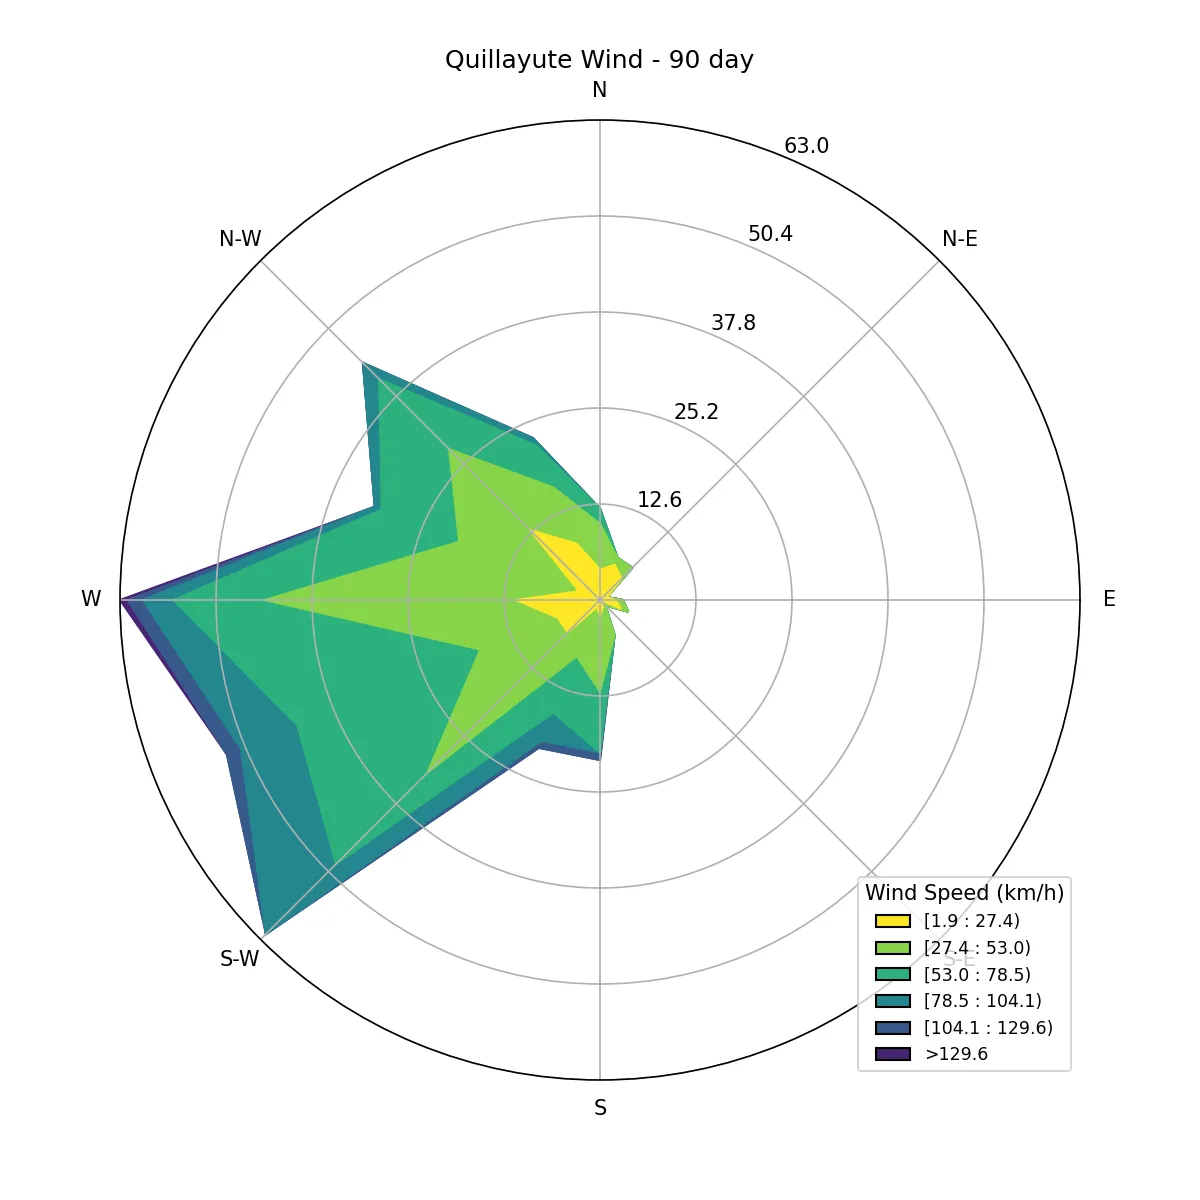 Quillayute Wind - 90 day
N
63.0
N-W
50.4
N-E
37.8
25.2
12.6
W
E
Wind Speed (km/h)
[1.9 : 27.4)
[27.4 : 53.0)
S-W
S-E
[53.0 : 78.5)
[78.5 : 104.1)
[104.1 : 129.6)
>129.6
S